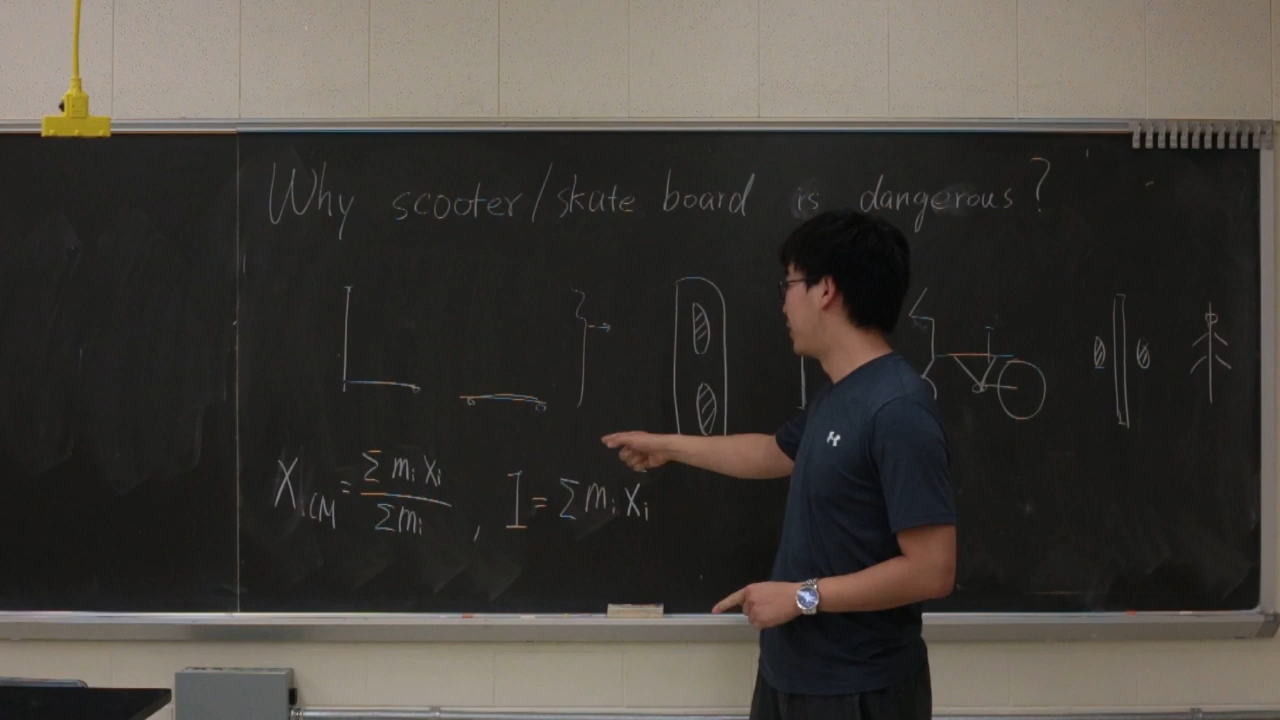 Why scooter/skate board is dangerous?
X_CM = Σ m_i x_i / Σ m_i , I = Σ m_i x_i